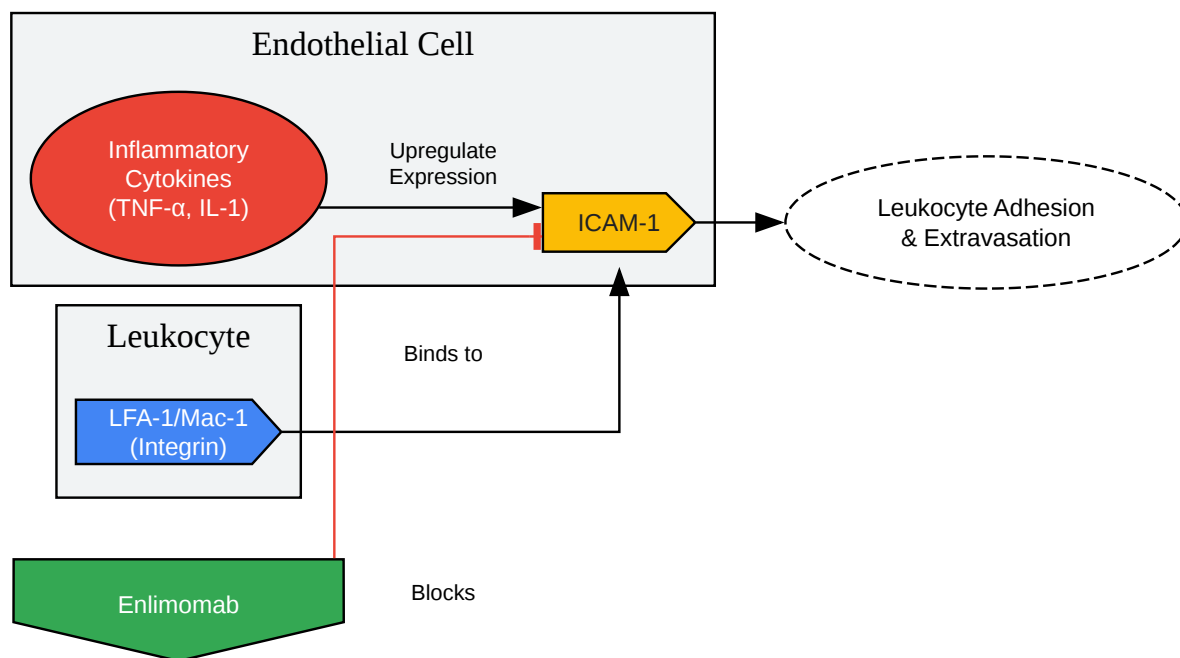 Endothelial Cell
Inflammatory
Cytokines
(TNF-α, IL-1)
Upregulate
Expression
ICAM-1
Leukocyte Adhesion
& Extravasation
Leukocyte
Binds to
LFA-1/Mac-1
(Integrin)
Enlimomab
Blocks